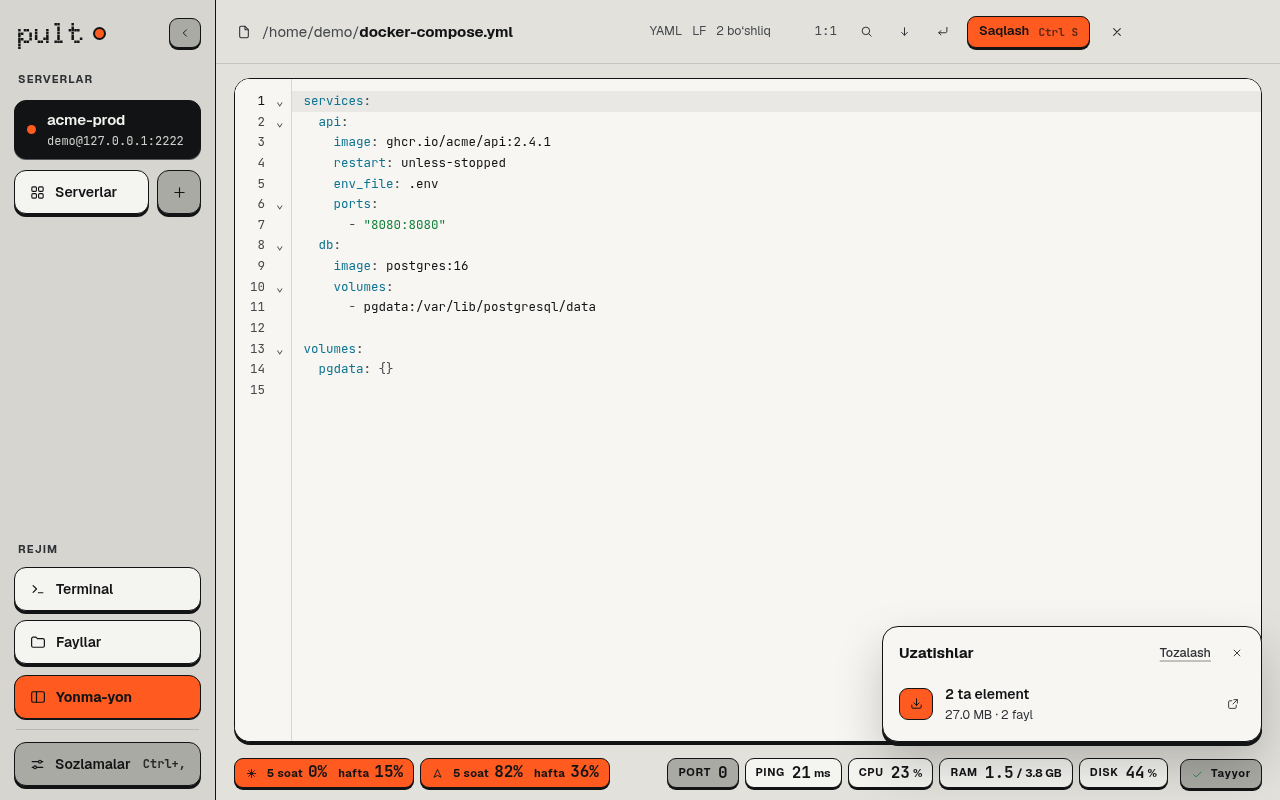 pult
SERVERLAR
acme-prod
demo@127.0.0.1:2222
Serverlar
REJIM
Terminal
Fayllar
Yonma-yon
Sozlamalar Ctrl+,
/home/demo/docker-compose.yml
YAML LF 2 bo'shliq 1:1
Saqlash Ctrl S
1 services:
2 api:
3 image: ghcr.io/acme/api:2.4.1
4 restart: unless-stopped
5 env_file: .env
6 ports:
7 - "8080:8080"
8 db:
9 image: postgres:16
10 volumes:
11 - pgdata:/var/lib/postgresql/data
12
13 volumes:
14 pgdata: {}
15
Uzatishlar Tozalash
2 ta element
27.0 MB · 2 fayl
5 soat 0% hafta 15%
5 soat 82% hafta 36%
PORT 0
PING 21 ms
CPU 23 %
RAM 1.5 / 3.8 GB
DISK 44 %
Tayyor